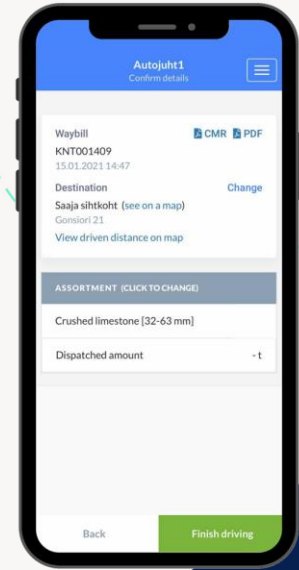 Autojuht1
Confirm details
Waybill CMR PDF
KNT001409
15.01.2021 14:47
Destination Change
Saaja sihtkoht (see on a map)
Gonsiori 21
View driven distance on map
ASSORTMENT (CLICK TO CHANGE)
Crushed limestone [32-63 mm]
Dispatched amount - t
Back Finish driving